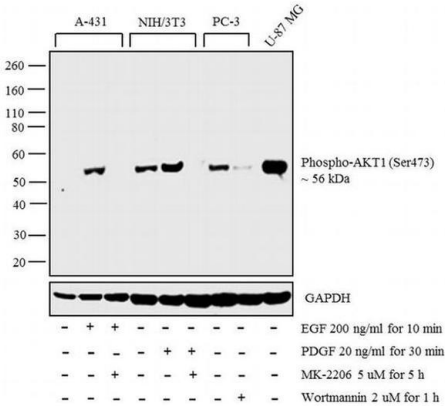 A-431 NIH/3T3 PC-3 U-87 MG
260
160
110
80
60
50
40
30
20
Phospho-AKT1 (Ser473)
~ 56 kDa
GAPDH
- + + - - - - - - EGF 200 ng/ml for 10 min
- - - - + + - - - PDGF 20 ng/ml for 30 min
- - + - - + - - - MK-2206 5 uM for 5 h
- - - - - - - + - Wortmannin 2 uM for 1 h